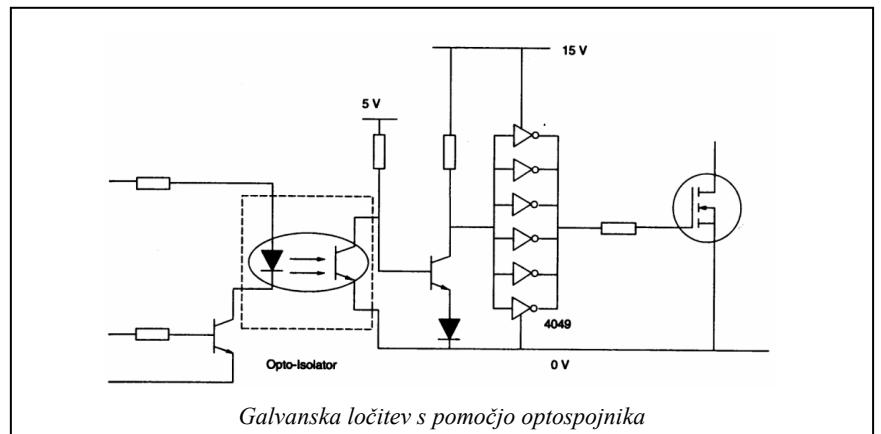 15 V
5 V
4049
Opto-Isolator
0 V
Galvanska ločitev s pomočjo optospojnika